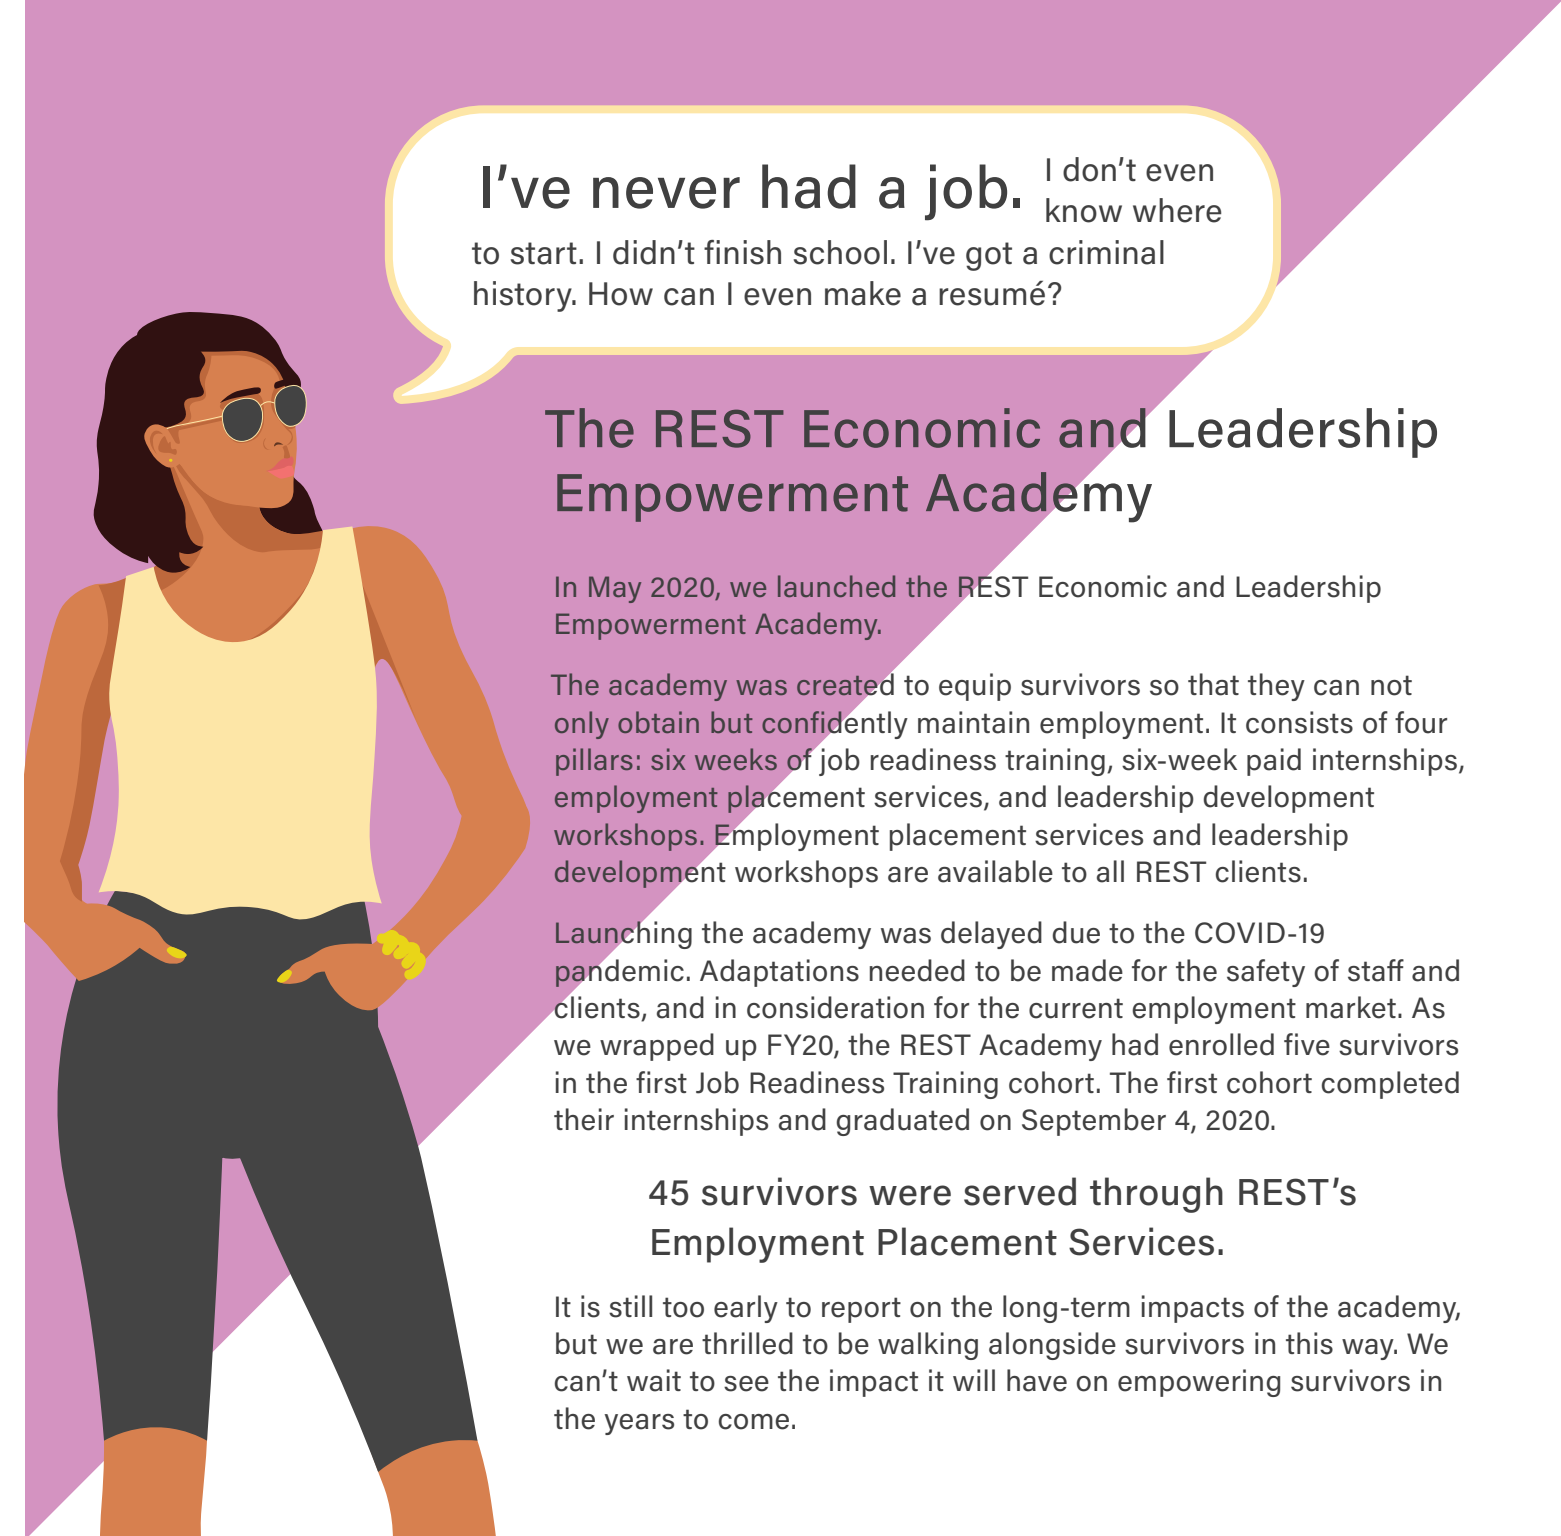 I've never had a job. I don't even
know where
to start. I didn't finish school. I've got a criminal
history. How can I even make a resumé?
The REST Economic and Leadership
Empowerment Academy
In May 2020, we launched the REST Economic and Leadership
Empowerment Academy.
The academy was created to equip survivors so that they can not
only obtain but confidently maintain employment. It consists of four
pillars: six weeks of job readiness training, six-week paid internships,
employment placement services, and leadership development
workshops. Employment placement services and leadership
development workshops are available to all REST clients.
Launching the academy was delayed due to the COVID-19
pandemic. Adaptations needed to be made for the safety of staff and
clients, and in consideration for the current employment market. As
we wrapped up FY20, the REST Academy had enrolled five survivors
in the first Job Readiness Training cohort. The first cohort completed
their internships and graduated on September 4, 2020.
45 survivors were served through REST's
Employment Placement Services.
It is still too early to report on the long-term impacts of the academy,
but we are thrilled to be walking alongside survivors in this way. We
can't wait to see the impact it will have on empowering survivors in
the years to come.